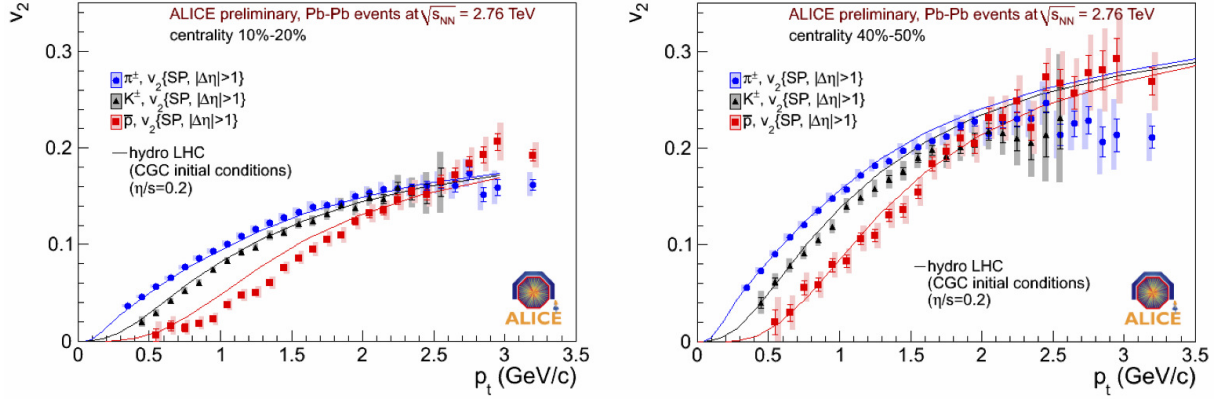 v₂
ALICE preliminary, Pb-Pb events at √sNN = 2.76 TeV
centrality 10%-20%
0.3
π±, v₂{SP, |Δη|>1}
K±, v₂{SP, |Δη|>1}
p̄, v₂{SP, |Δη|>1}
0.2
hydro LHC
(CGC initial conditions)
(η/s=0.2)
0.1
ALICE
0
0 0.5 1 1.5 2 2.5 3 3.5
pt (GeV/c)
v₂
ALICE preliminary, Pb-Pb events at √sNN = 2.76 TeV
centrality 40%-50%
0.3
π±, v₂{SP, |Δη|>1}
K±, v₂{SP, |Δη|>1}
p̄, v₂{SP, |Δη|>1}
0.2
0.1
hydro LHC
(CGC initial conditions)
(η/s=0.2)
ALICE
0
0 0.5 1 1.5 2 2.5 3 3.5
pt (GeV/c)